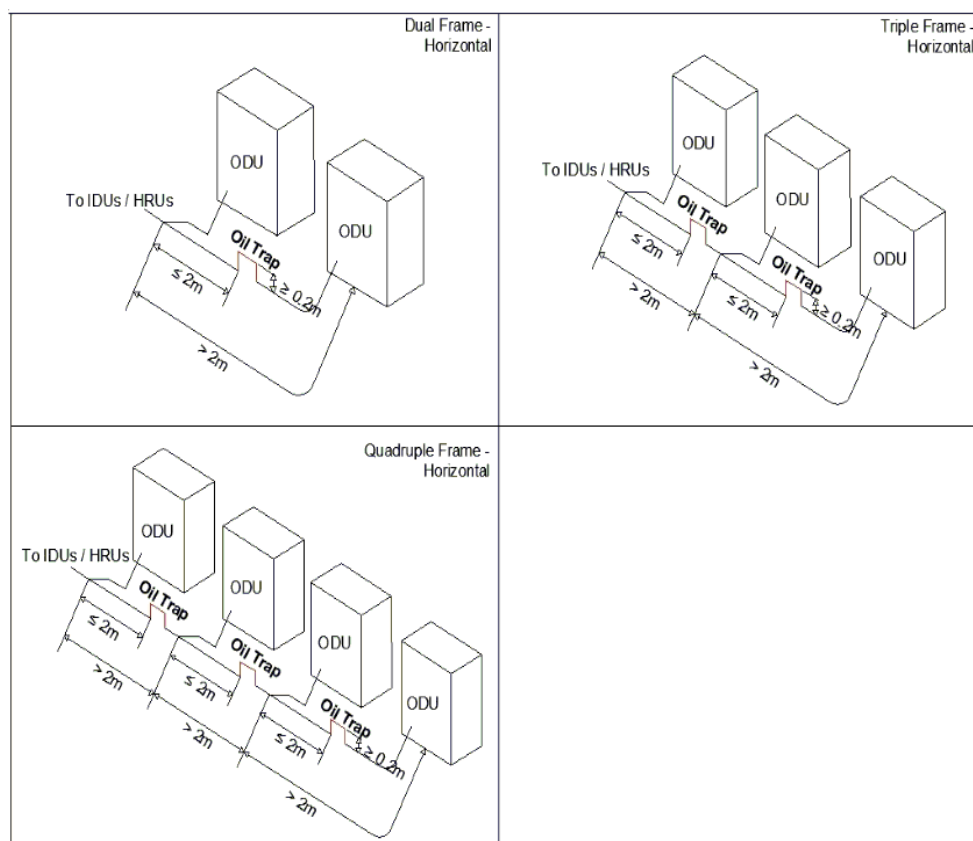 Dual Frame -
Horizontal
ODU
ODU
To IDUs / HRUs
Oil Trap
≤ 2m
≥ 0.2m
> 2m
Triple Frame -
Horizontal
ODU
ODU
ODU
To IDUs / HRUs
Oil Trap
≤ 2m
> 2m
Oil Trap
≤ 2m
≥ 0.2m
> 2m
Quadruple Frame -
Horizontal
ODU
ODU
ODU
ODU
To IDUs / HRUs
Oil Trap
≤ 2m
> 2m
Oil Trap
≤ 2m
> 2m
Oil Trap
≤ 2m
≥ 0.2m
> 2m